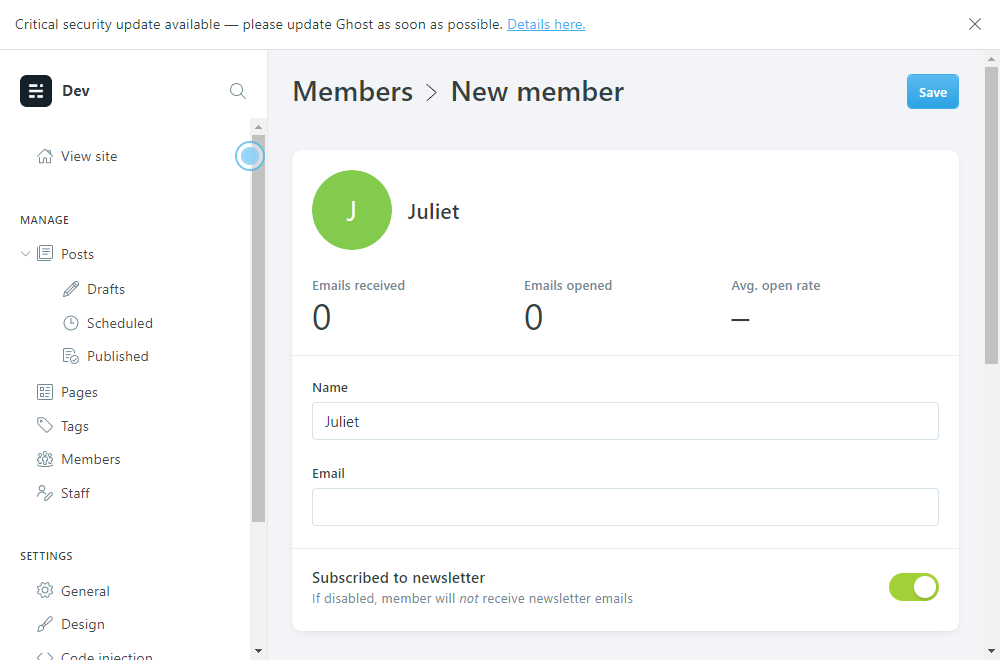 Critical security update available — please update Ghost as soon as possible. Details here.
Dev
View site
MANAGE
Posts
Drafts
Scheduled
Published
Pages
Tags
Members
Staff
SETTINGS
General
Design
Code injection
Members > New member
Save
J
Juliet
Emails received
0
Emails opened
0
Avg. open rate
–
Name
Juliet
Email
Subscribed to newsletter
If disabled, member will not receive newsletter emails